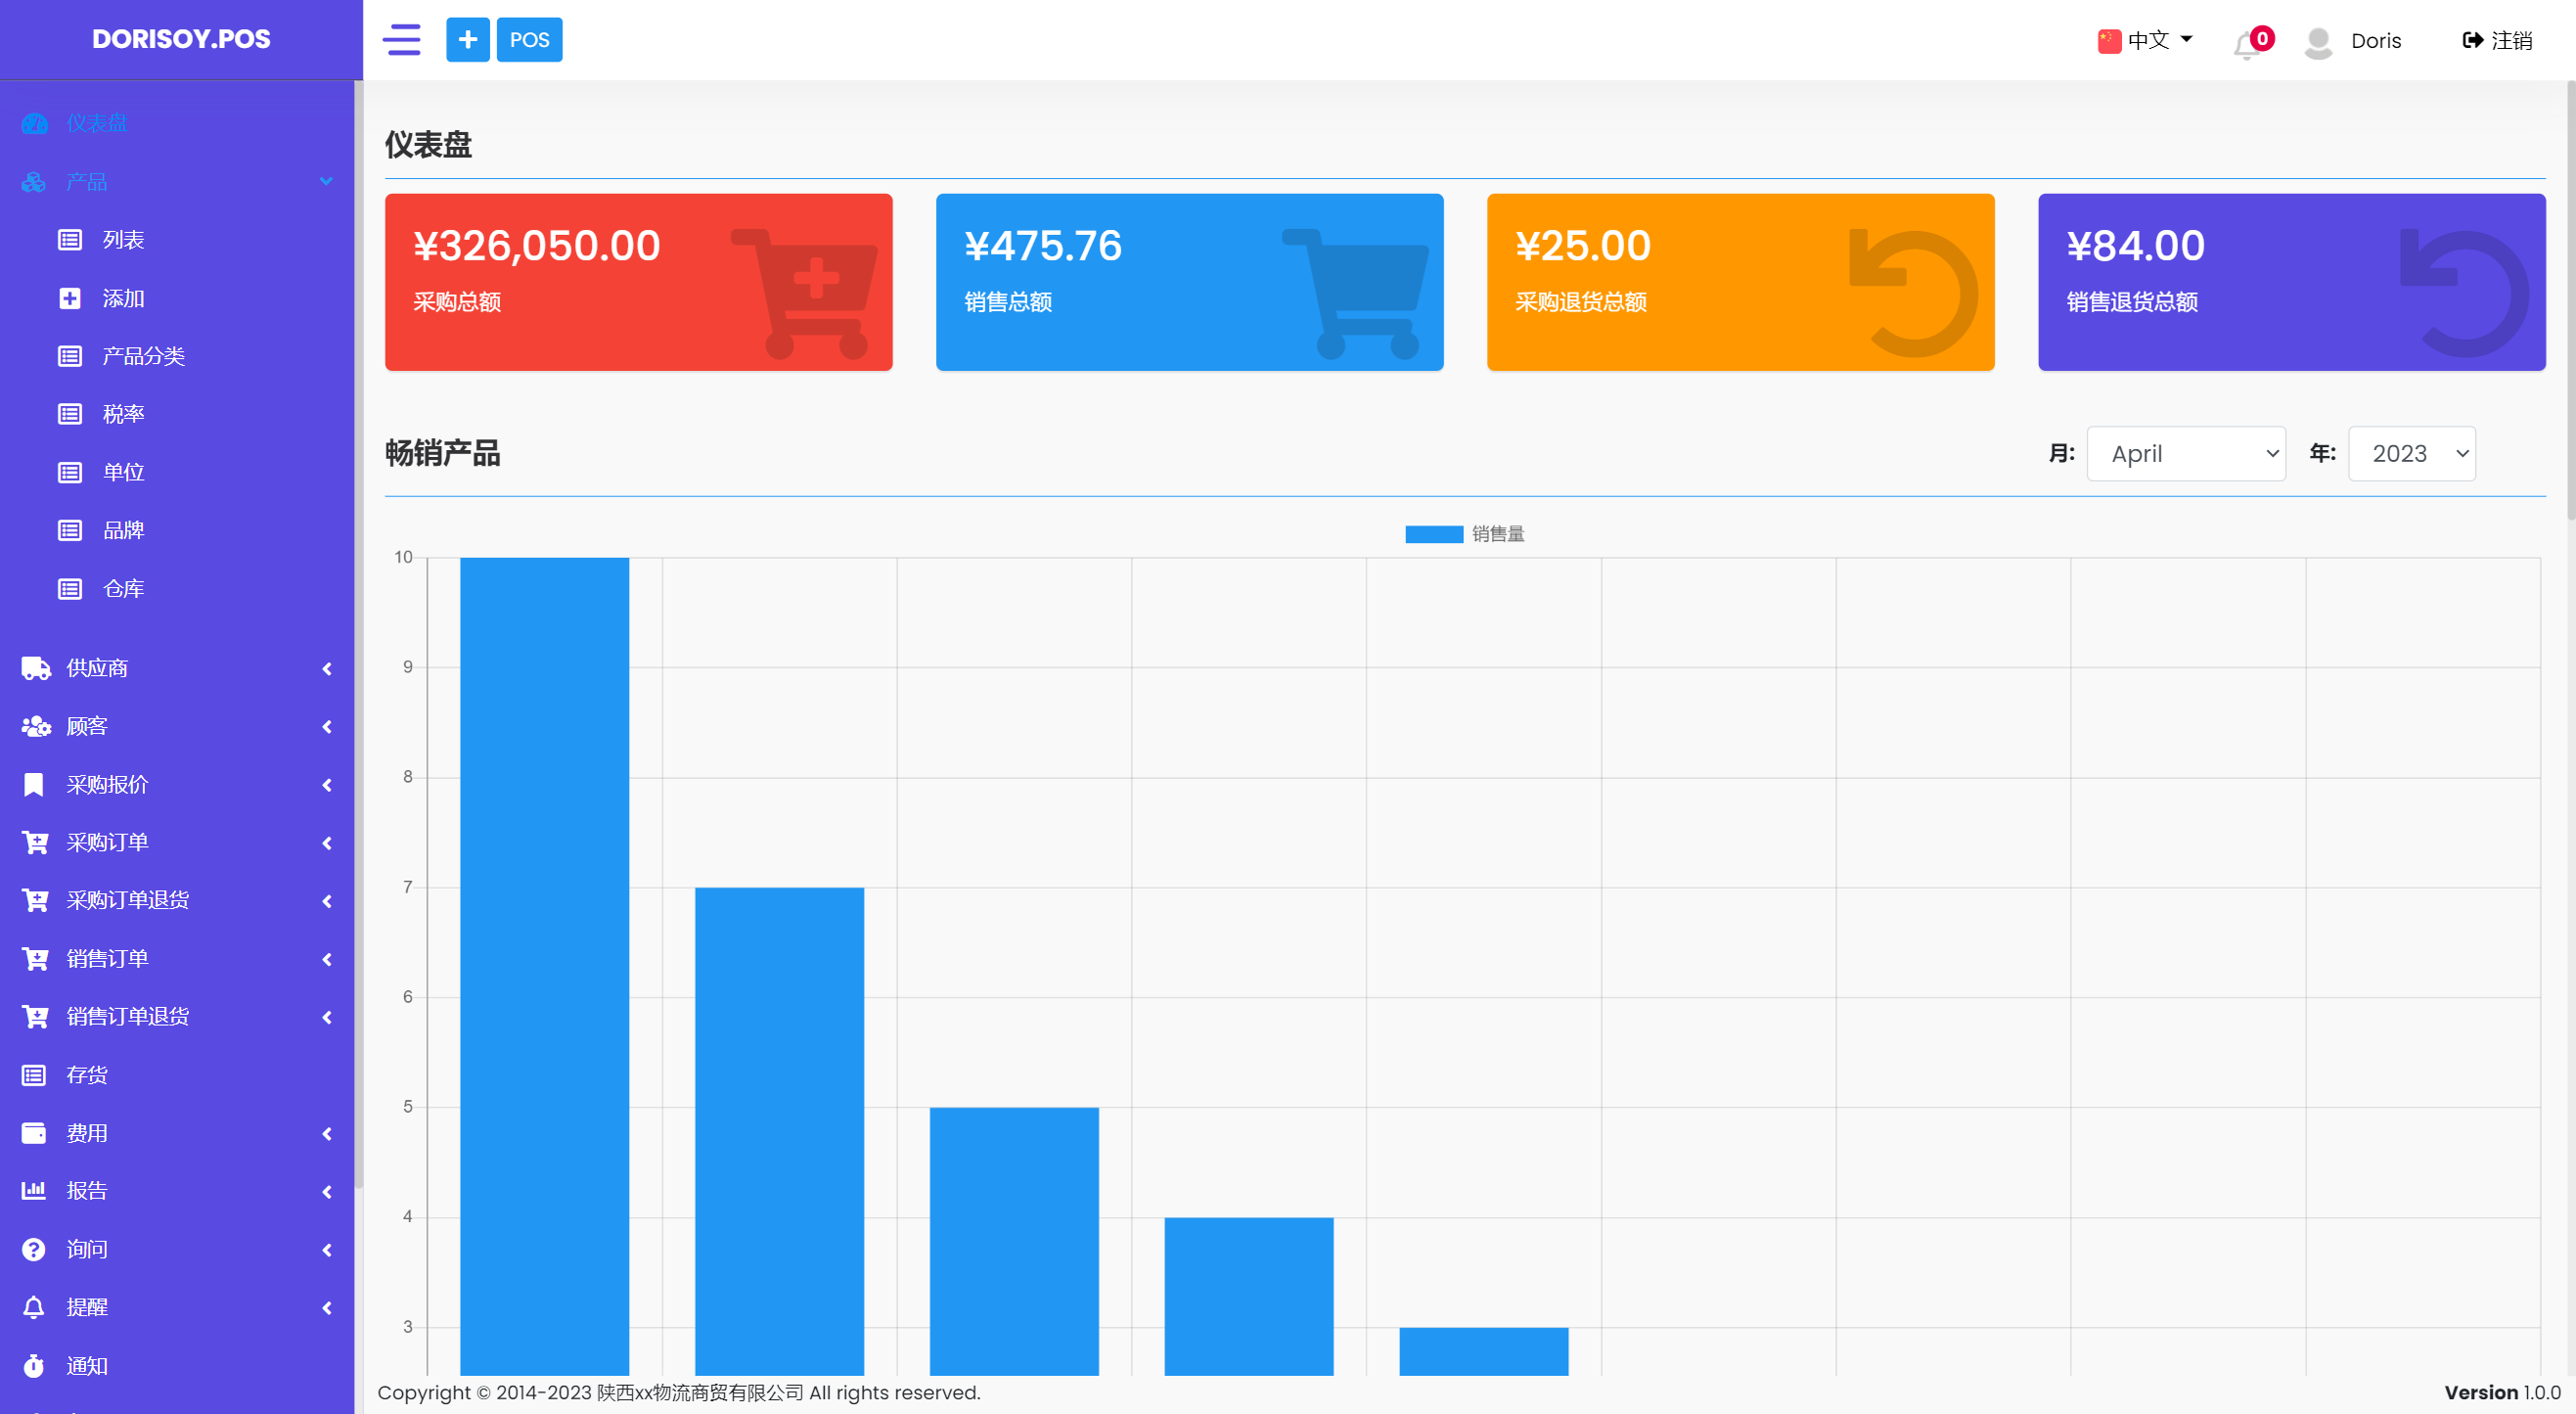 DORISOY.POS
POS
中文
0
Doris
注销
仪表盘
产品
列表
添加
产品分类
税率
单位
品牌
仓库
供应商
顾客
采购报价
采购订单
采购订单退货
销售订单
销售订单退货
存货
费用
报告
询问
提醒
通知
仪表盘
¥326,050.00
采购总额
¥475.76
销售总额
¥25.00
采购退货总额
¥84.00
销售退货总额
畅销产品
月: April 年: 2023
销售量
10
9
8
7
6
5
4
3
Copyright © 2014-2023 陕西xx物流商贸有限公司 All rights reserved.
Version 1.0.0